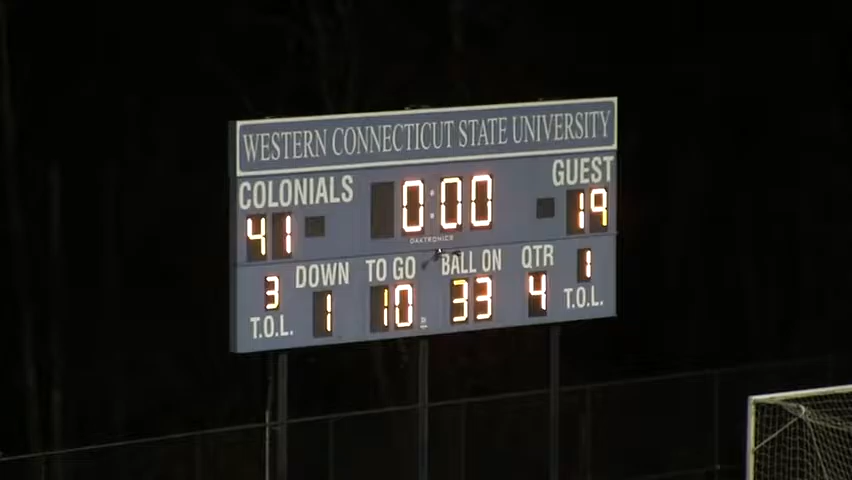 WESTERN CONNECTICUT STATE UNIVERSITY
COLONIALS 0:00 GUEST
41 19
DAKTRONICS
DOWN TO GO BALL ON QTR
3 1 10 33 4 1
T.O.L. T.O.L.